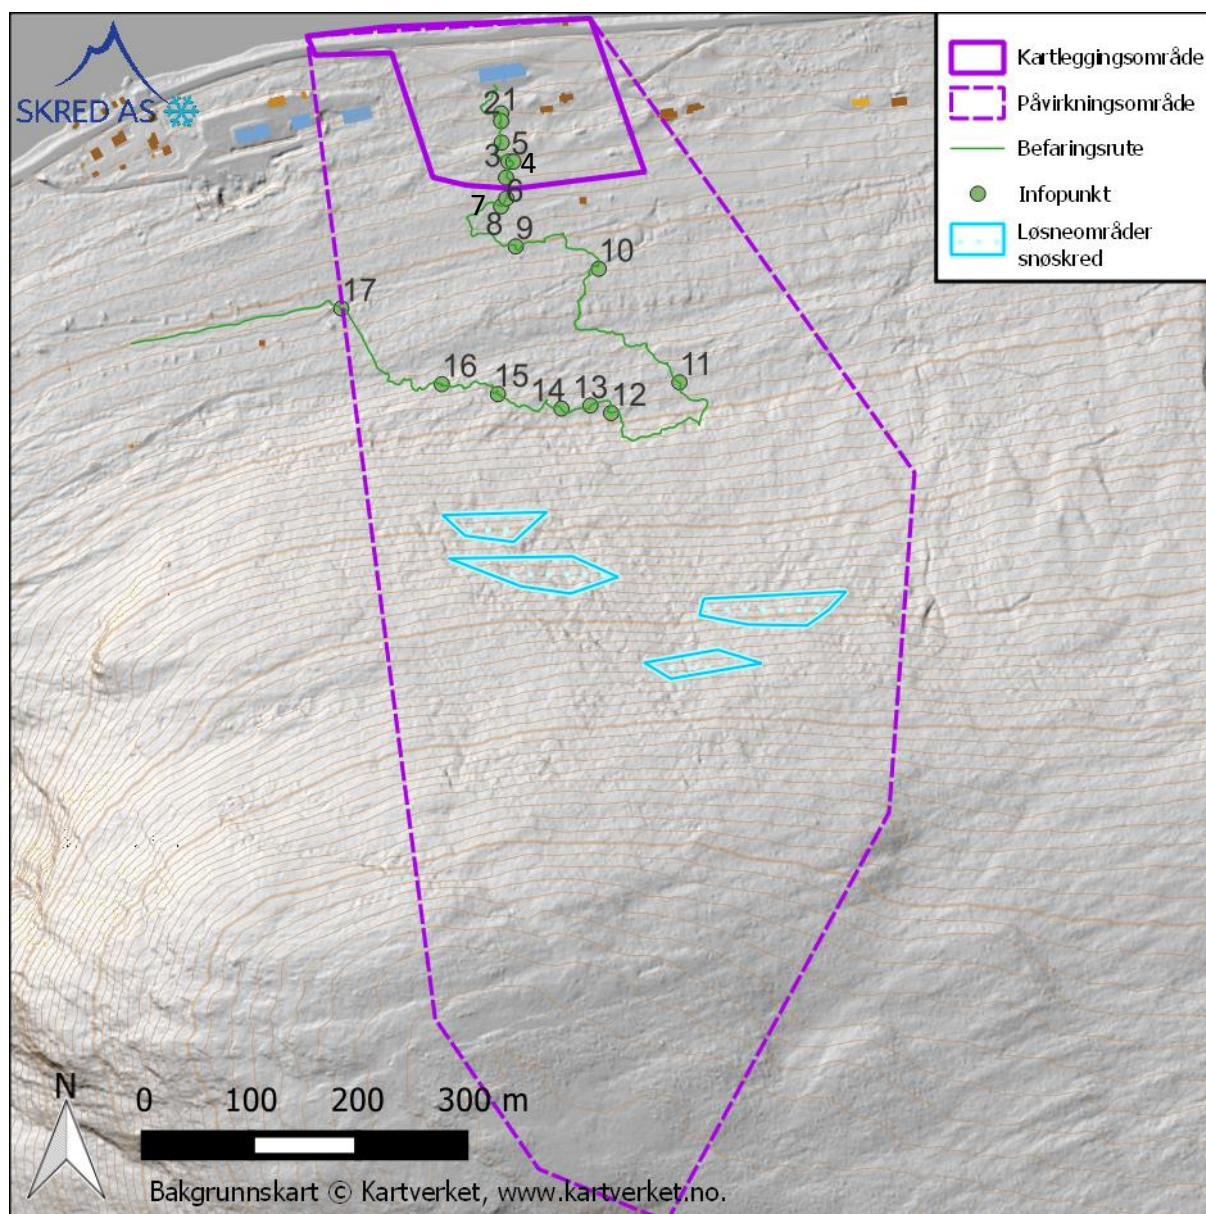 SKRED AS
Kartleggingsområde
Påvirkningsområde
Befaringsrute
Infopunkt
Løsneområder
snøskred
21
3 5
4
6
7
8
9
10
17
11
16
15
14 13 12
N
0 100 200 300 m
Bakgrunnskart © Kartverket, www.kartverket.no.